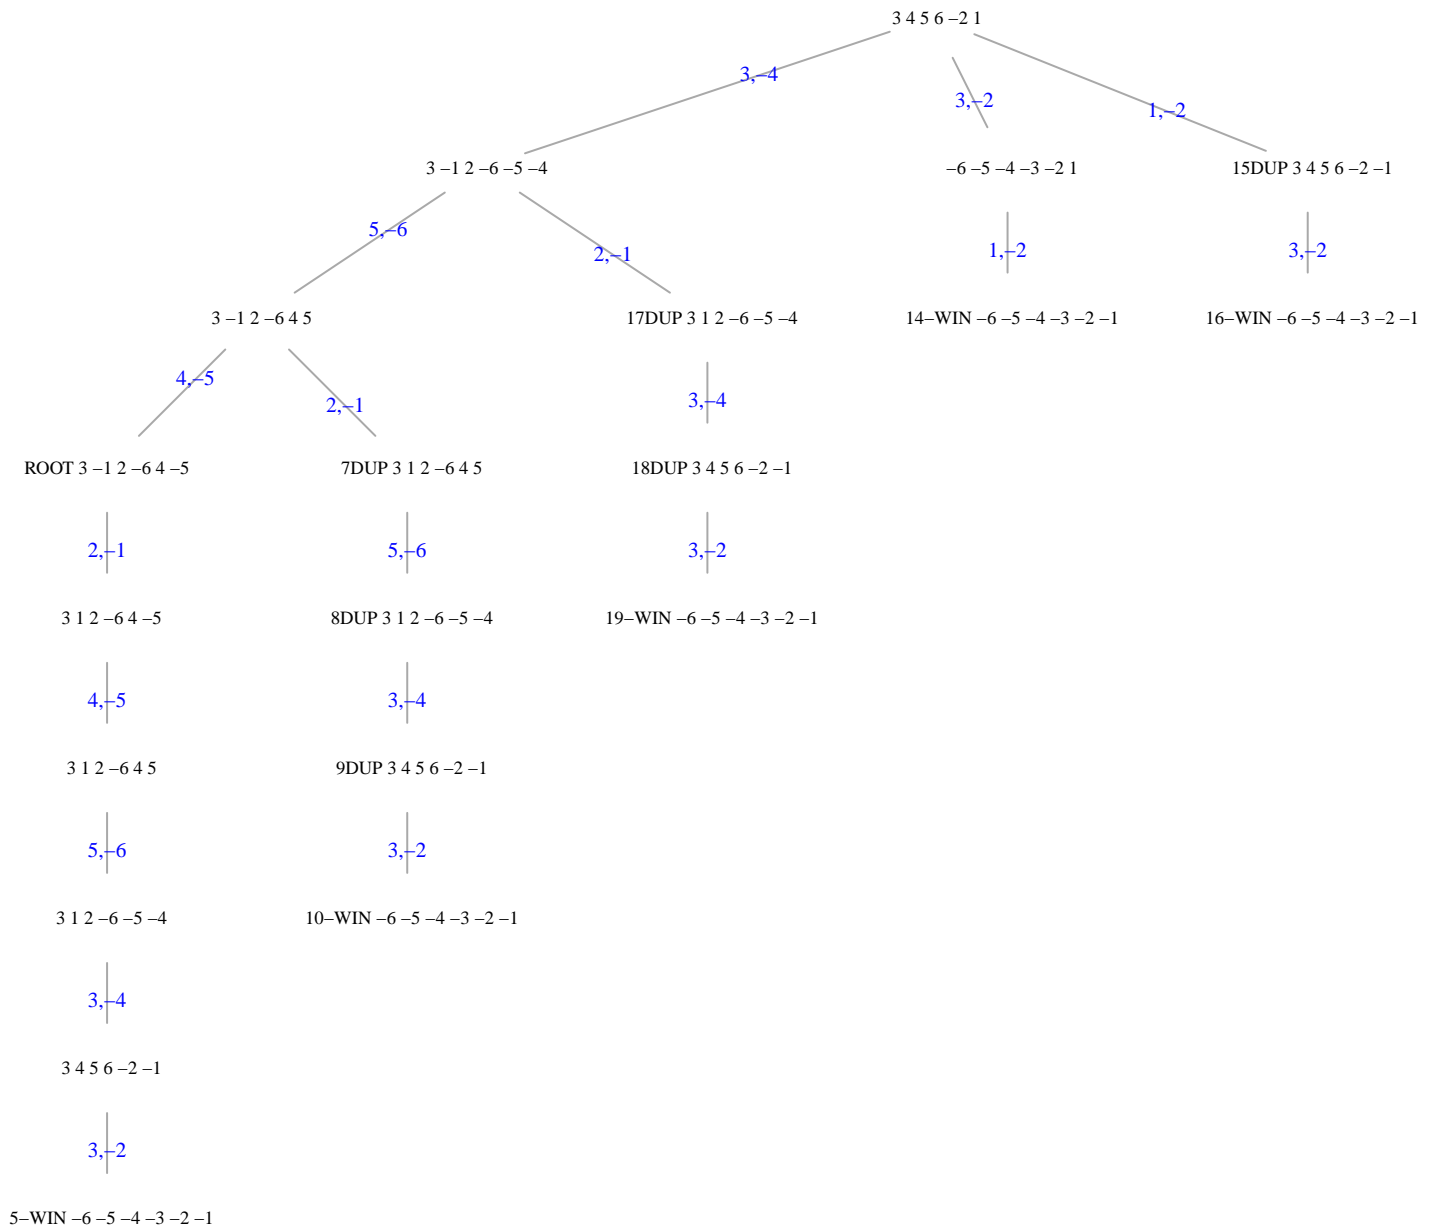 3 4 5 6 –2 1
3,–4
3,–2
1,–2
3 –1 2 –6 –5 –4
–6 –5 –4 –3 –2 1
15DUP 3 4 5 6 –2 –1
5,–6
2,–1
1,–2
3,–2
3 –1 2 –6 4 5
17DUP 3 1 2 –6 –5 –4
14–WIN –6 –5 –4 –3 –2 –1
16–WIN –6 –5 –4 –3 –2 –1
4,–5
2,–1
3,–4
ROOT 3 –1 2 –6 4 –5
7DUP 3 1 2 –6 4 5
18DUP 3 4 5 6 –2 –1
2,–1
5,–6
3,–2
3 1 2 –6 4 –5
8DUP 3 1 2 –6 –5 –4
19–WIN –6 –5 –4 –3 –2 –1
4,–5
3,–4
3 1 2 –6 4 5
9DUP 3 4 5 6 –2 –1
5,–6
3,–2
3 1 2 –6 –5 –4
10–WIN –6 –5 –4 –3 –2 –1
3,–4
3 4 5 6 –2 –1
3,–2
5–WIN –6 –5 –4 –3 –2 –1